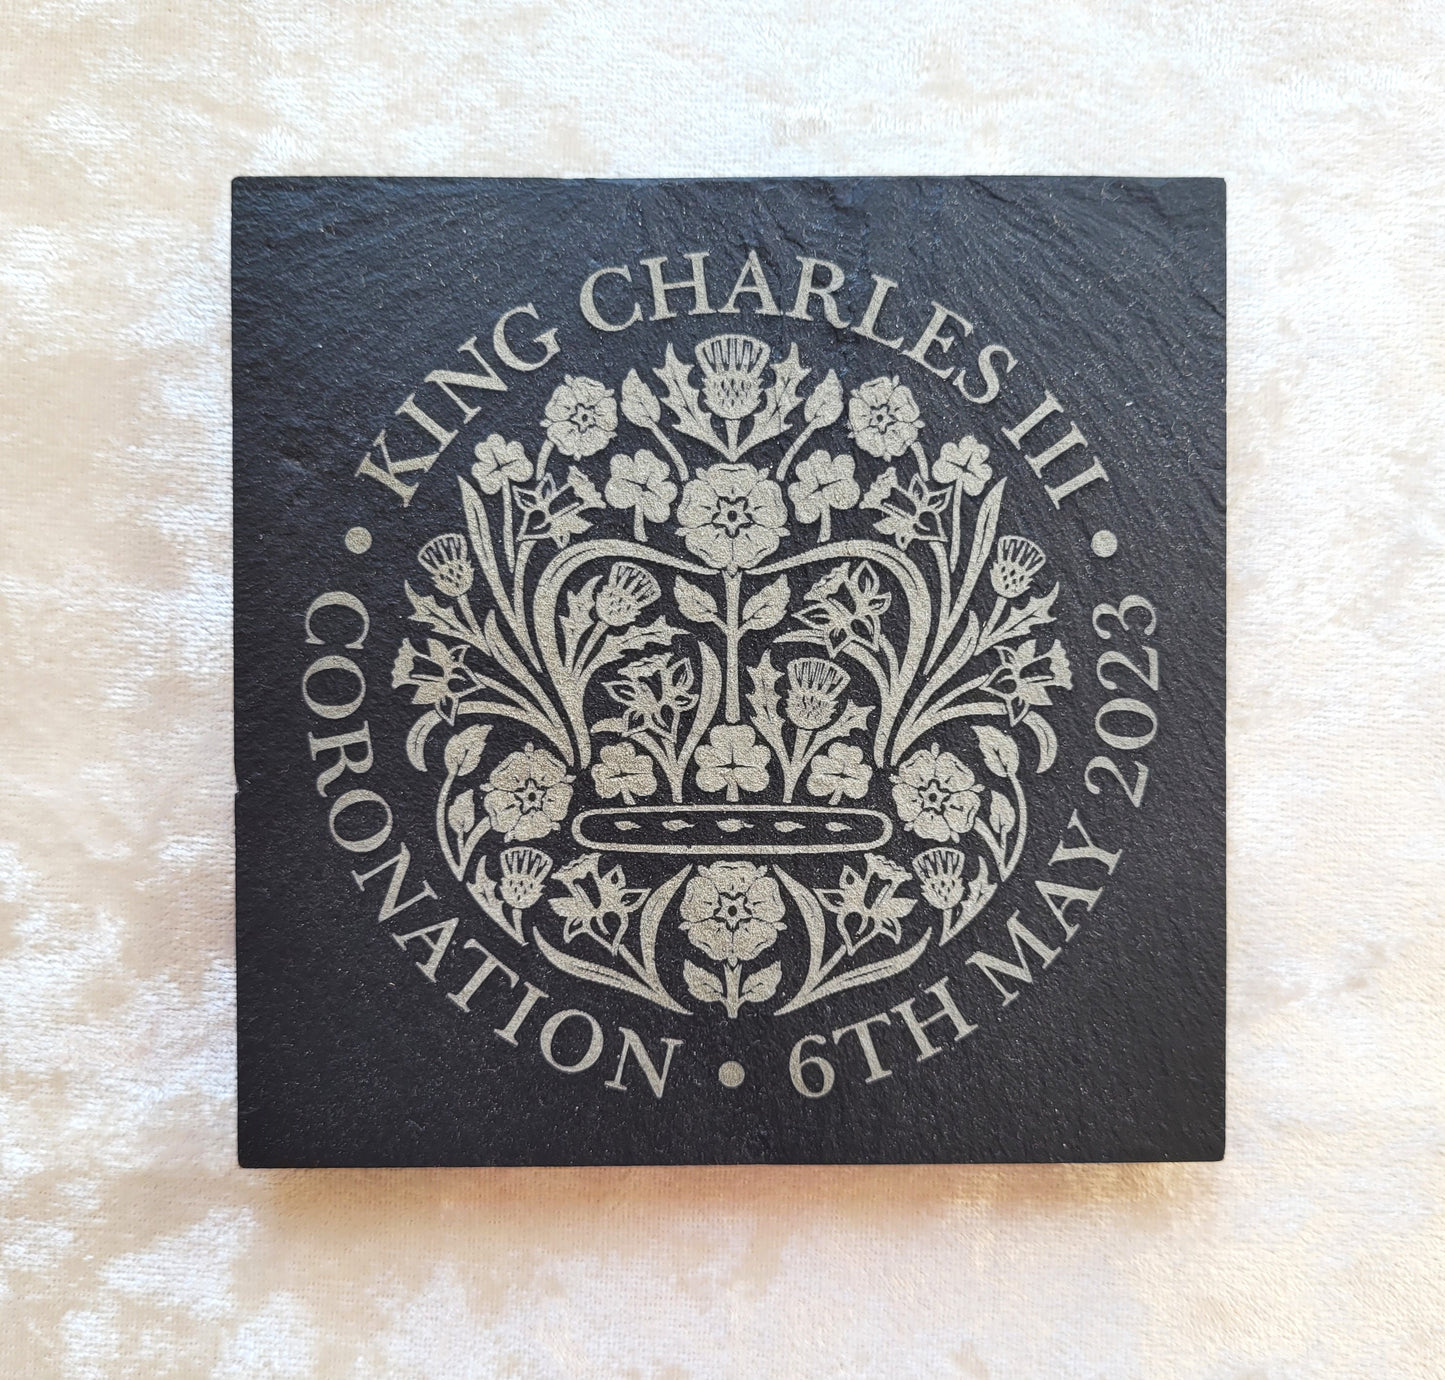 KING CHARLES III • 6TH MAY 2023 • CORONATION •